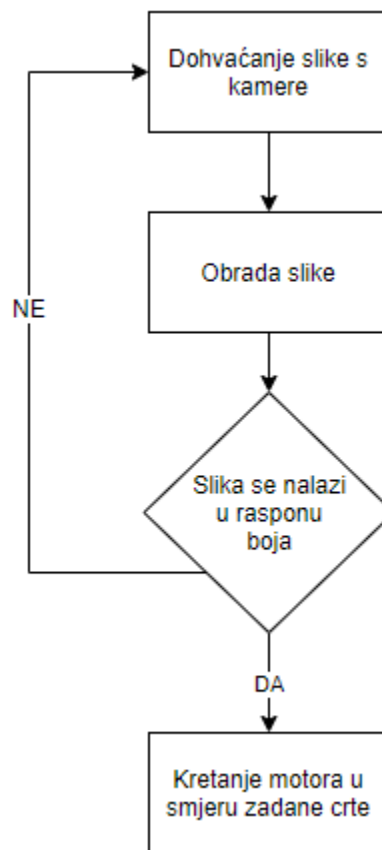 Dohvaćanje slike s
kamere
Obrada slike
NE
Slika se nalazi
u rasponu
boja
DA
Kretanje motora u
smjeru zadane crte